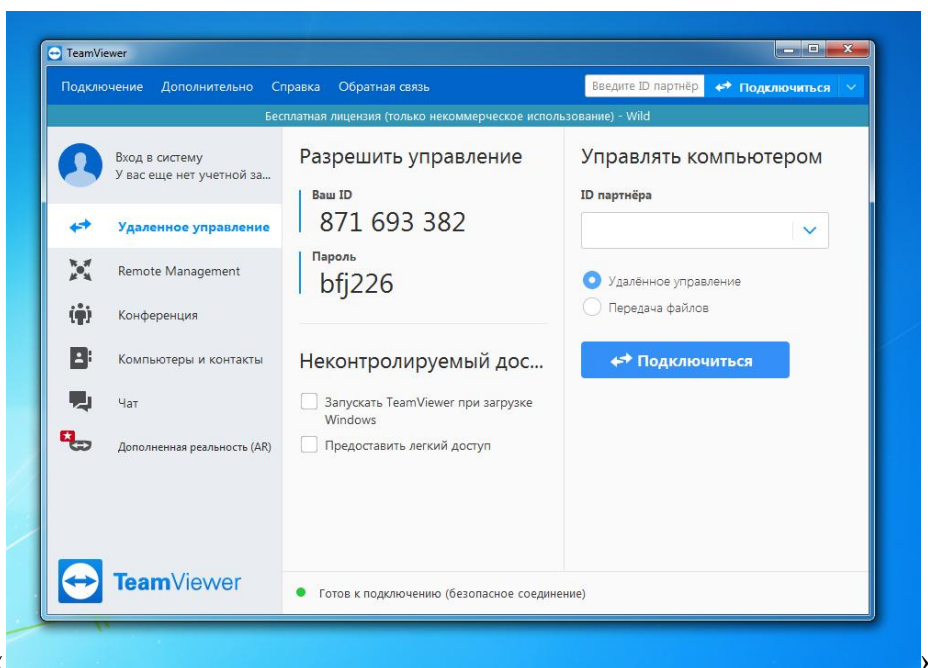 TeamViewer
Подключение Дополнительно Справка Обратная связь
Введите ID партнёр
Подключиться
Бесплатная лицензия (только некоммерческое использование) - Wild
Вход в систему
У вас еще нет учетной за...
Удаленное управление
Remote Management
Конференция
Компьютеры и контакты
Чат
Дополненная реальность (AR)
TeamViewer
Разрешить управление
Ваш ID
871 693 382
Пароль
bfj226
Неконтролируемый дос...
Запускать TeamViewer при загрузке
Windows
Предоставить легкий доступ
Управлять компьютером
ID партнёра
Удалённое управление
Передача файлов
Подключиться
Готов к подключению (безопасное соединение)